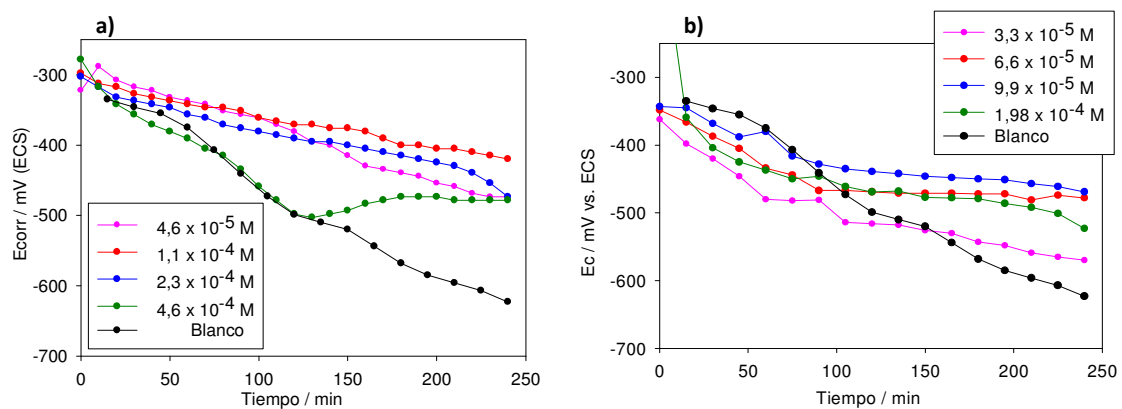 a)
-300
-400
-500
-600
-700
Ecorr / mV (ECS)
4,6 x 10⁻⁵ M
1,1 x 10⁻⁴ M
2,3 x 10⁻⁴ M
4,6 x 10⁻⁴ M
Blanco
0 50 100 150 200 250
Tiempo / min
b)
-300
-400
-500
-600
-700
Ec / mV vs. ECS
3,3 x 10⁻⁵ M
6,6 x 10⁻⁵ M
9,9 x 10⁻⁵ M
1,98 x 10⁻⁴ M
Blanco
0 50 100 150 200 250
Tiempo / min